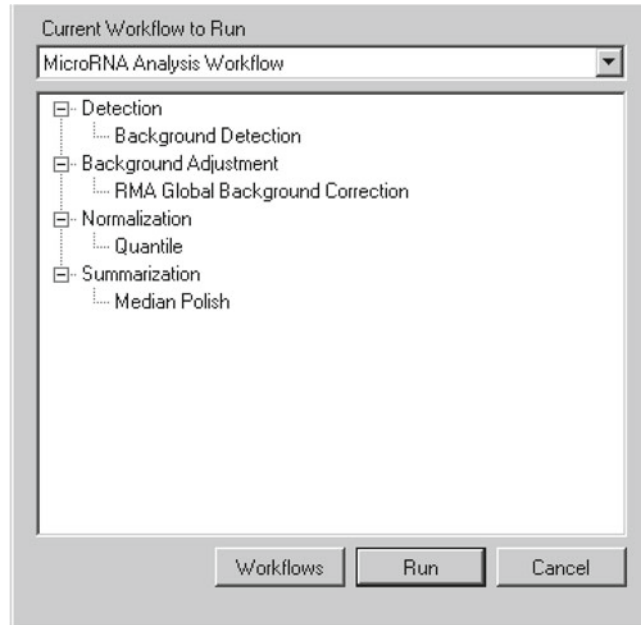 Current Workflow to Run
MicroRNA Analysis Workflow
Detection
Background Detection
Background Adjustment
RMA Global Background Correction
Normalization
Quantile
Summarization
Median Polish
Workflows Run Cancel